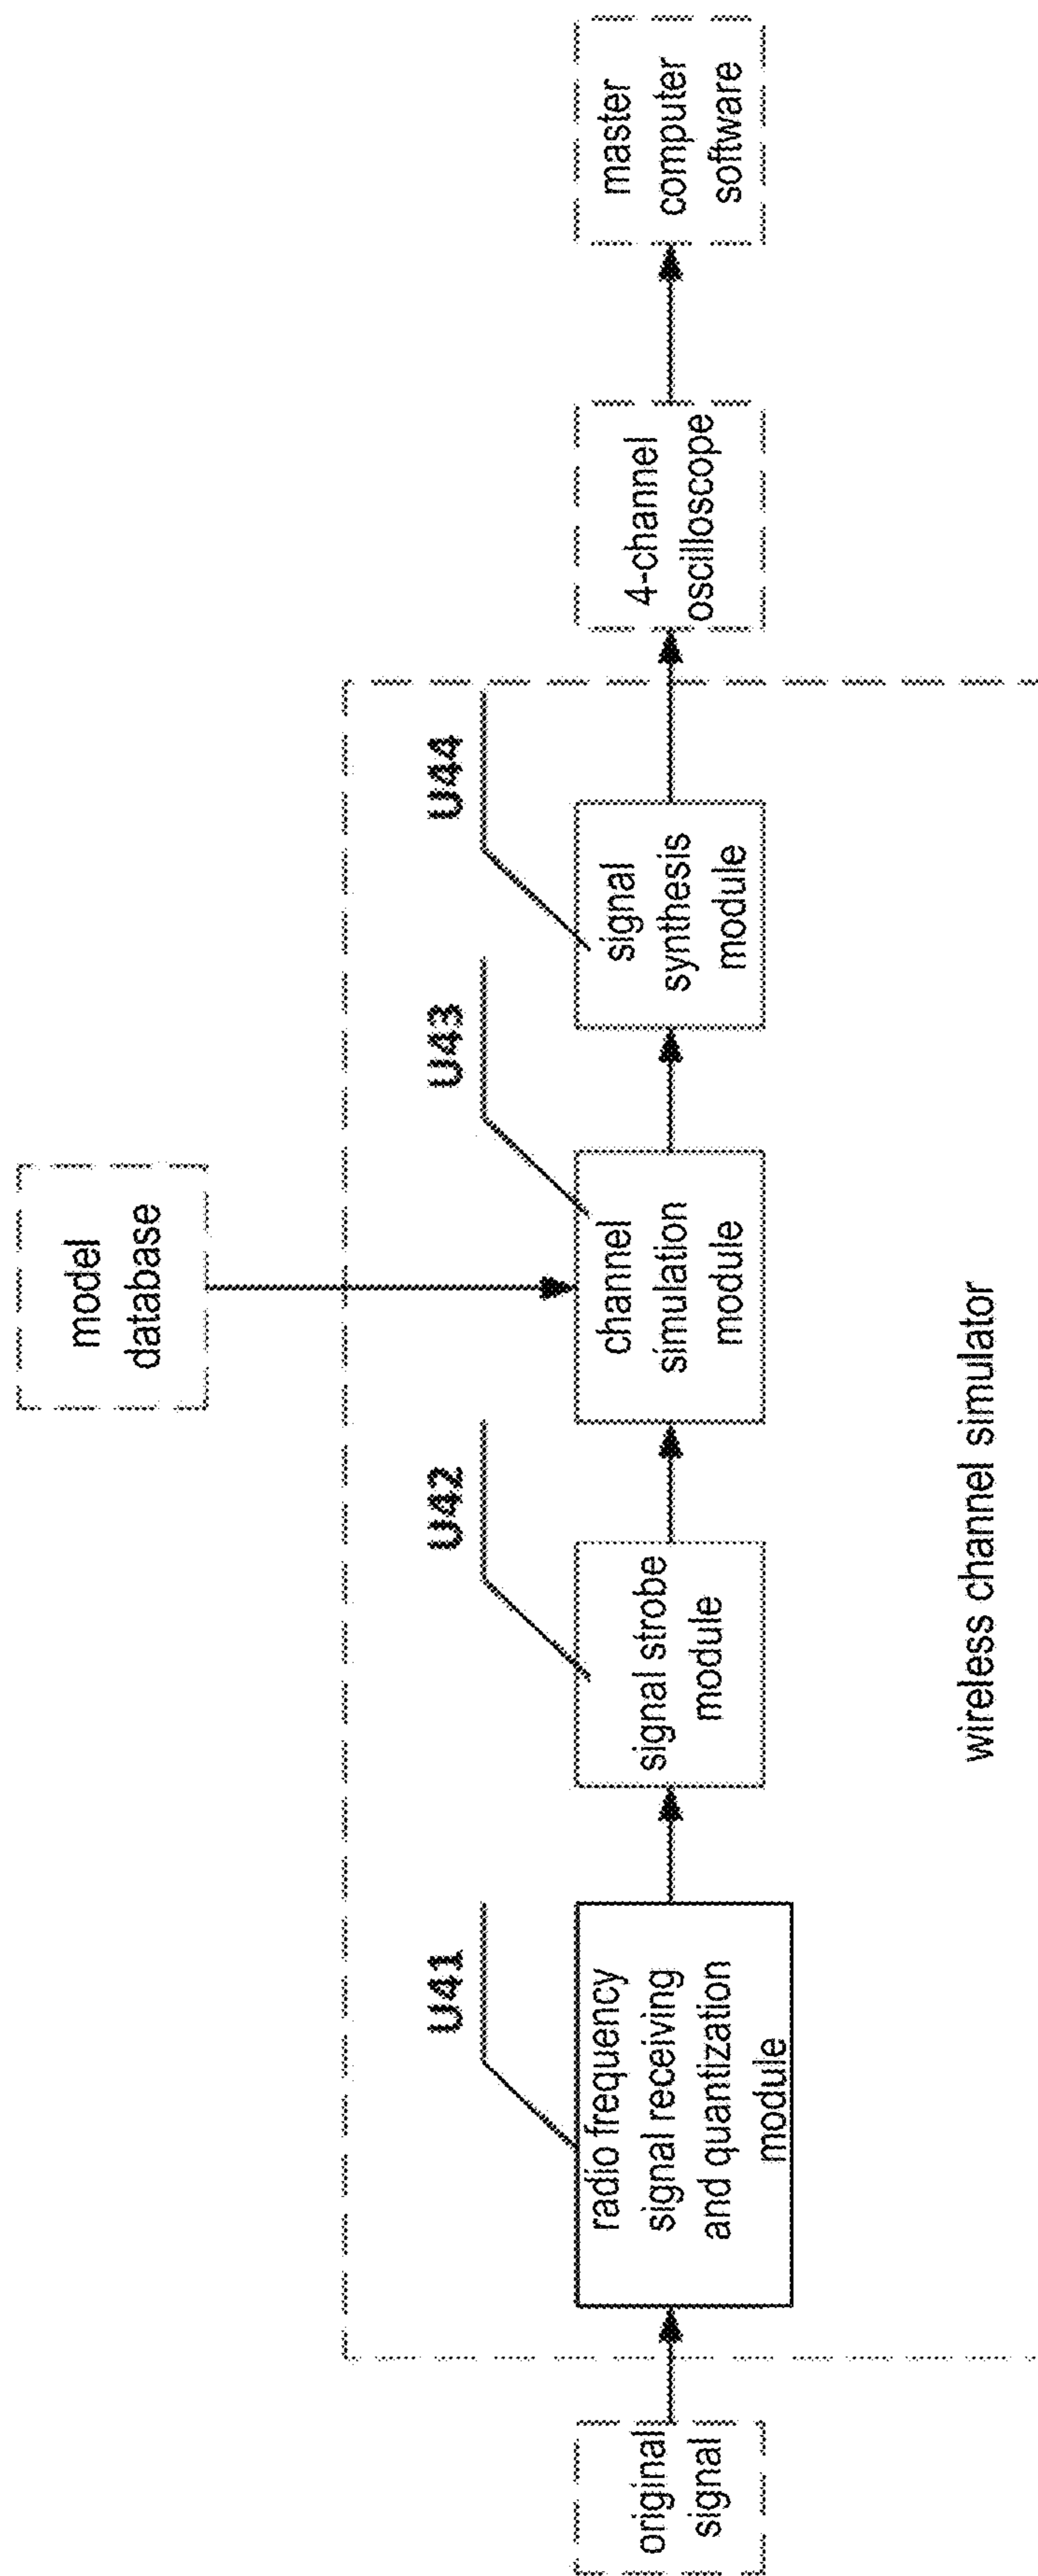 model
database
U41
U42
U43
U44
original
signal
radio frequency
signal receiving
and quantization
module
signal strobe
module
channel
simulation
module
signal
synthesis
module
4-channel
oscilloscope
master
computer
software
wireless channel simulator